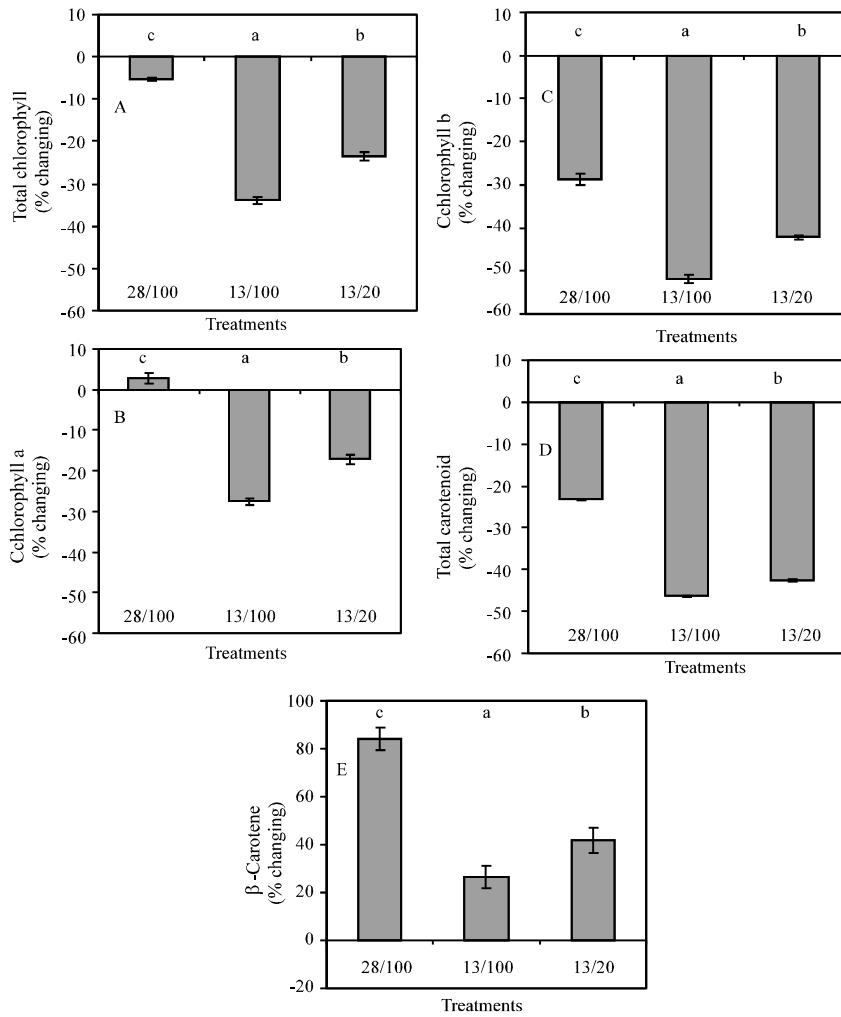 10
0
-10
-20
-30
-40
-50
-60
Total chlorophyll
(% changing)
c a b
A
28/100 13/100 13/20
Treatments
10
0
-10
-20
-30
-40
-50
-60
Cchlorophyll b
(% changing)
c a b
C
28/100 13/100 13/20
Treatments
10
0
-10
-20
-30
-40
-50
-60
Cchlorophyll a
(% changing)
c a b
B
28/100 13/100 13/20
Treatments
10
0
-10
-20
-30
-40
-50
-60
Total carotenoid
(% changing)
c a b
D
28/100 13/100 13/20
Treatments
100
80
60
40
20
0
-20
β-Carotene
(% changing)
c a b
E
28/100 13/100 13/20
Treatments